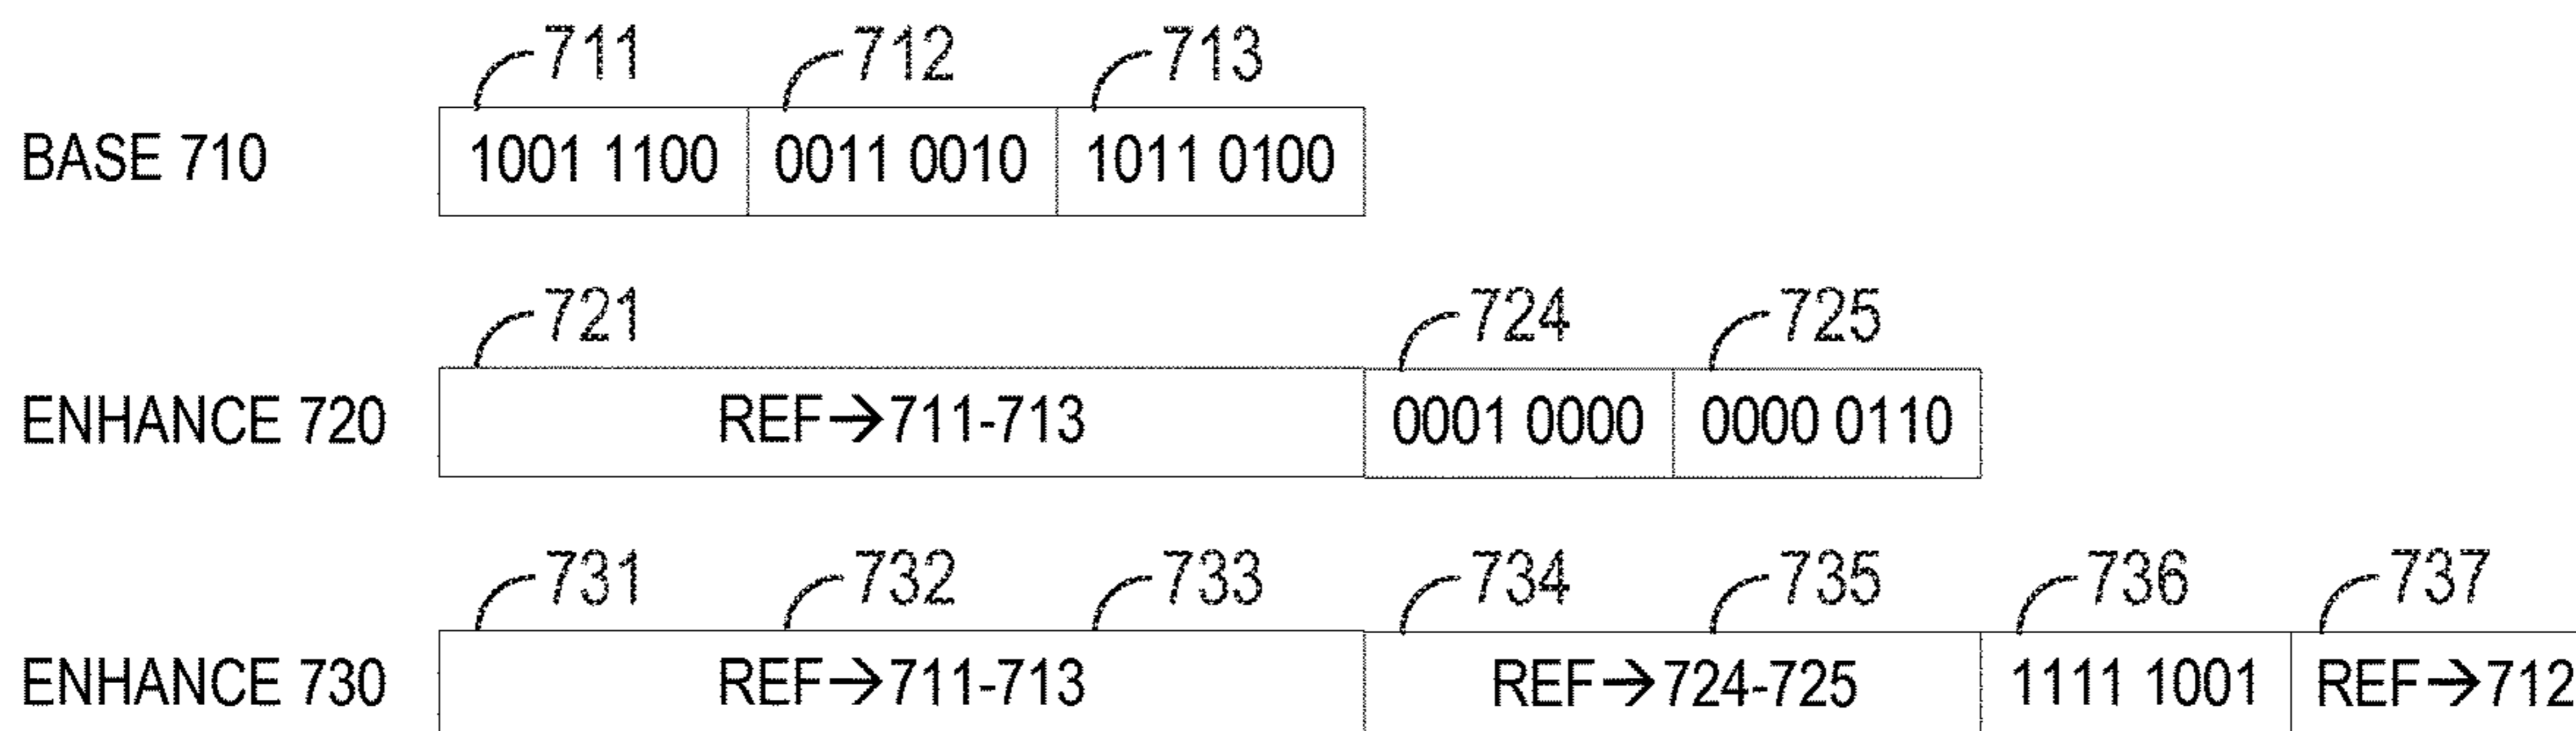 711 712 713
BASE 710 1001 1100 0011 0010 1011 0100
721 724 725
ENHANCE 720 REF→711-713 0001 0000 0000 0110
731 732 733 734 735 736 737
ENHANCE 730 REF→711-713 REF→724-725 1111 1001 REF→712